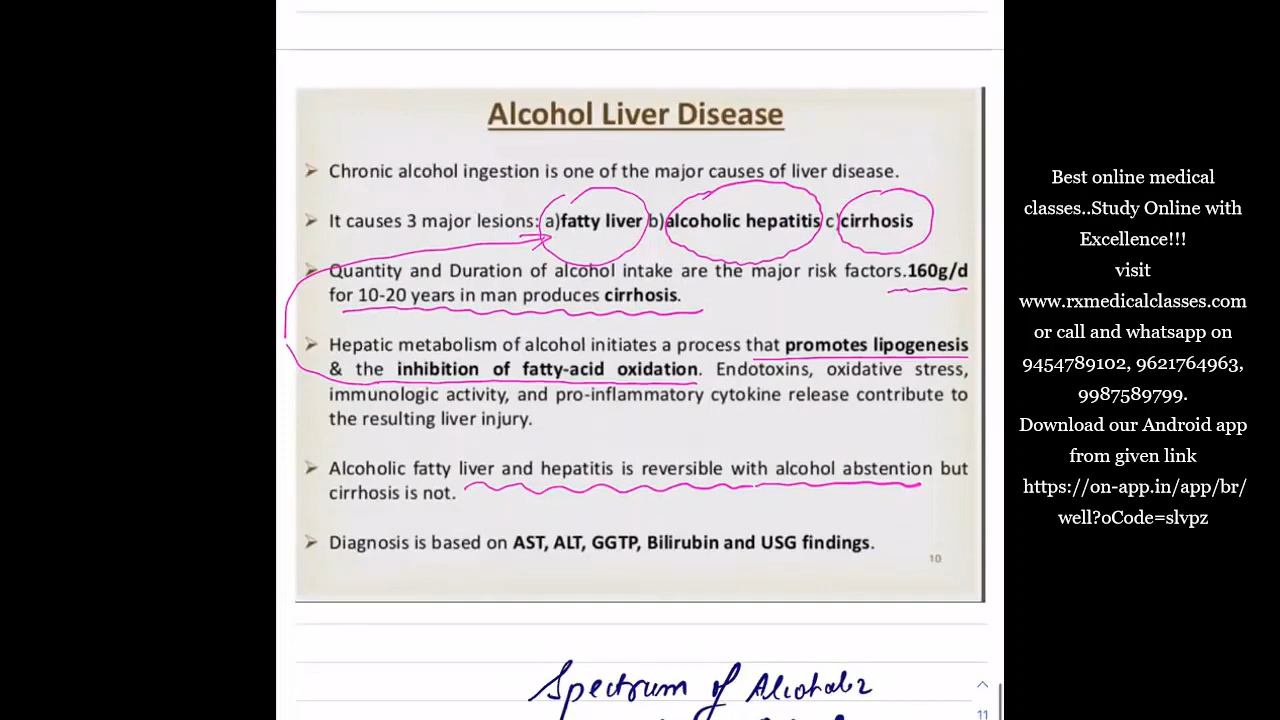 Alcohol Liver Disease
➢ Chronic alcohol ingestion is one of the major causes of liver disease.
➢ It causes 3 major lesions: a)fatty liver b)alcoholic hepatitis c)cirrhosis
➢ Quantity and Duration of alcohol intake are the major risk factors.160g/d
for 10-20 years in man produces cirrhosis.
➢ Hepatic metabolism of alcohol initiates a process that promotes lipogenesis
& the inhibition of fatty-acid oxidation. Endotoxins, oxidative stress,
immunologic activity, and pro-inflammatory cytokine release contribute to
the resulting liver injury.
➢ Alcoholic fatty liver and hepatitis is reversible with alcohol abstention but
cirrhosis is not.
➢ Diagnosis is based on AST, ALT, GGTP, Bilirubin and USG findings.
10
Spectrum of
11
Best online medical
classes..Study Online with
Excellence!!!
visit
www.rxmedicalclasses.com
or call and whatsapp on
9454789102, 9621764963,
9987589799.
Download our Android app
from given link
https://on-app.in/app/br/
well?oCode=slvpz